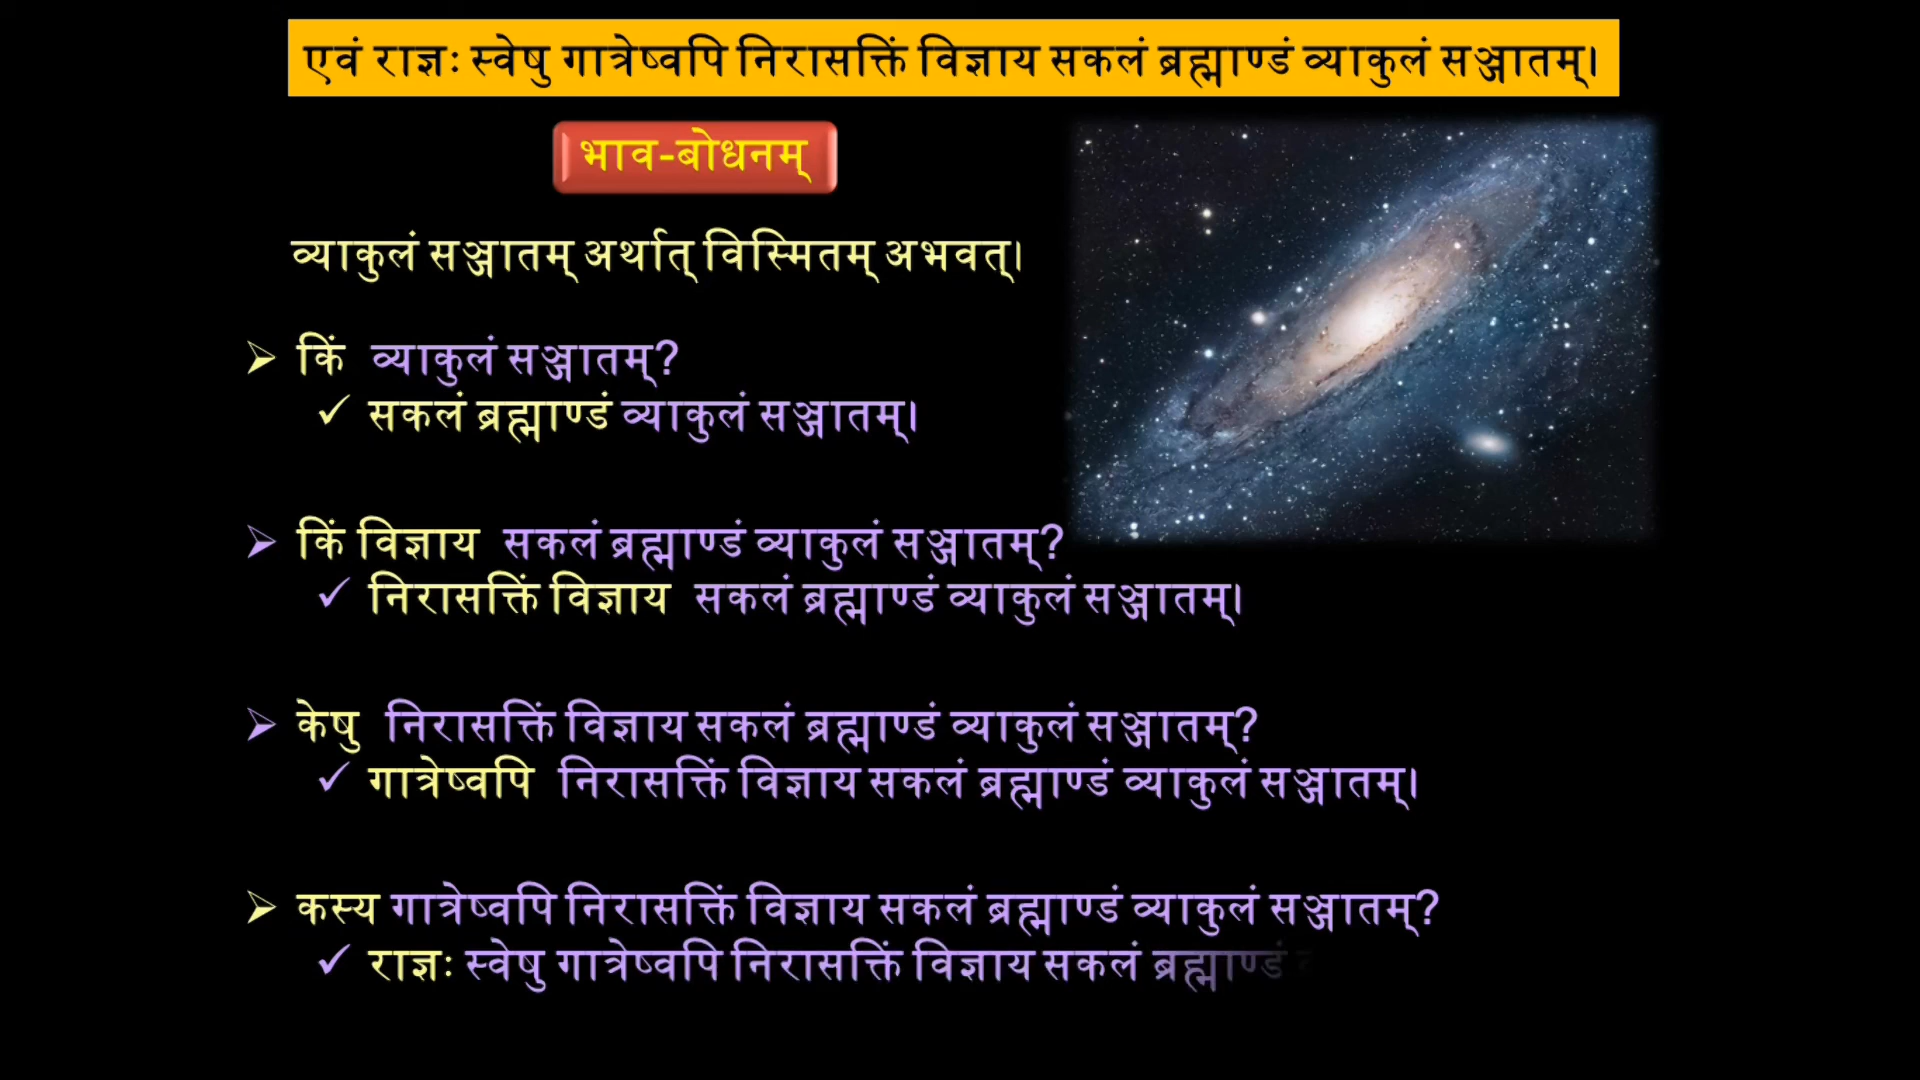 एवं राज्ञः स्वेषु गात्रेष्वपि निरासक्तिं विज्ञाय सकलं ब्रह्माण्डं व्याकुलं सञ्जातम्।
भाव-बोधनम्
व्याकुलं सञ्जातम् अर्थात् विस्मितम् अभवत्।
➢ किं व्याकुलं सञ्जातम्?
✓ सकलं ब्रह्माण्डं व्याकुलं सञ्जातम्।
➢ किं विज्ञाय सकलं ब्रह्माण्डं व्याकुलं सञ्जातम्?
✓ निरासक्तिं विज्ञाय सकलं ब्रह्माण्डं व्याकुलं सञ्जातम्।
➢ केषु निरासक्तिं विज्ञाय सकलं ब्रह्माण्डं व्याकुलं सञ्जातम्?
✓ गात्रेष्वपि निरासक्तिं विज्ञाय सकलं ब्रह्माण्डं व्याकुलं सञ्जातम्।
➢ कस्य गात्रेष्वपि निरासक्तिं विज्ञाय सकलं ब्रह्माण्डं व्याकुलं सञ्जातम्?
✓ राज्ञः स्वेषु गात्रेष्वपि निरासक्तिं विज्ञाय सकलं ब्रह्माण्डं